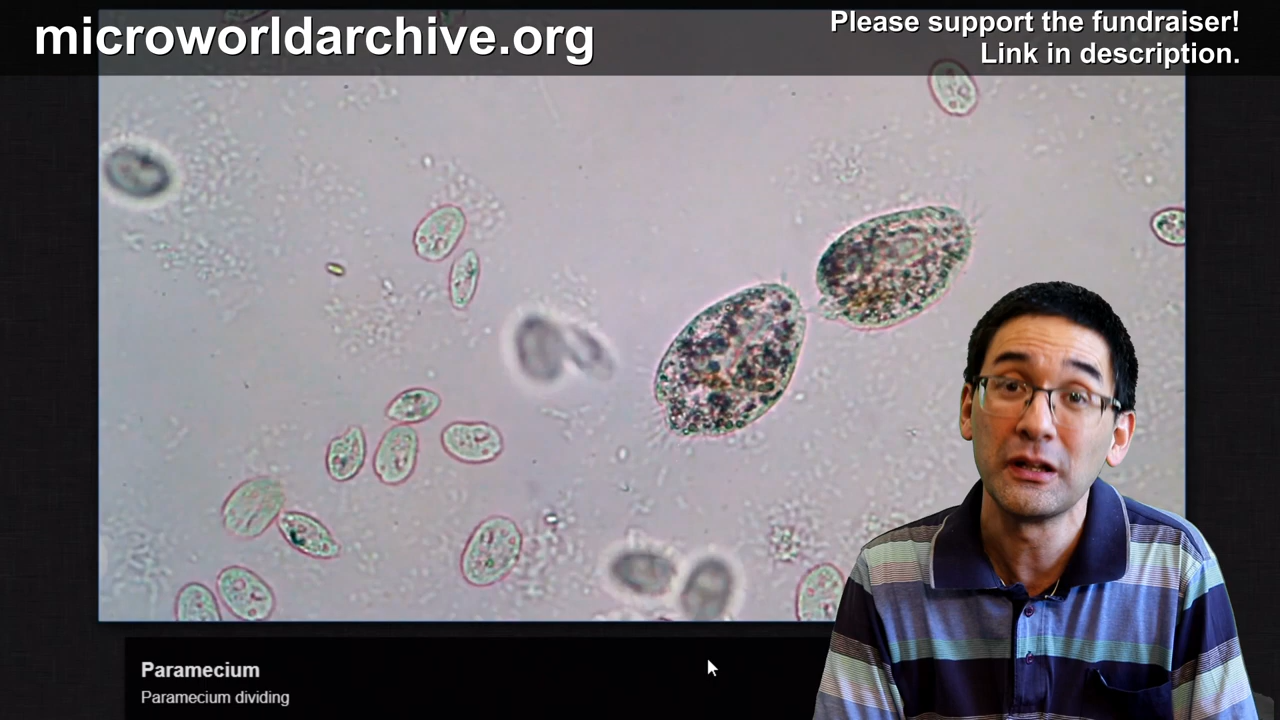 microworldarchive.org
Please support the fundraiser!
Link in description.
Paramecium
Paramecium dividing